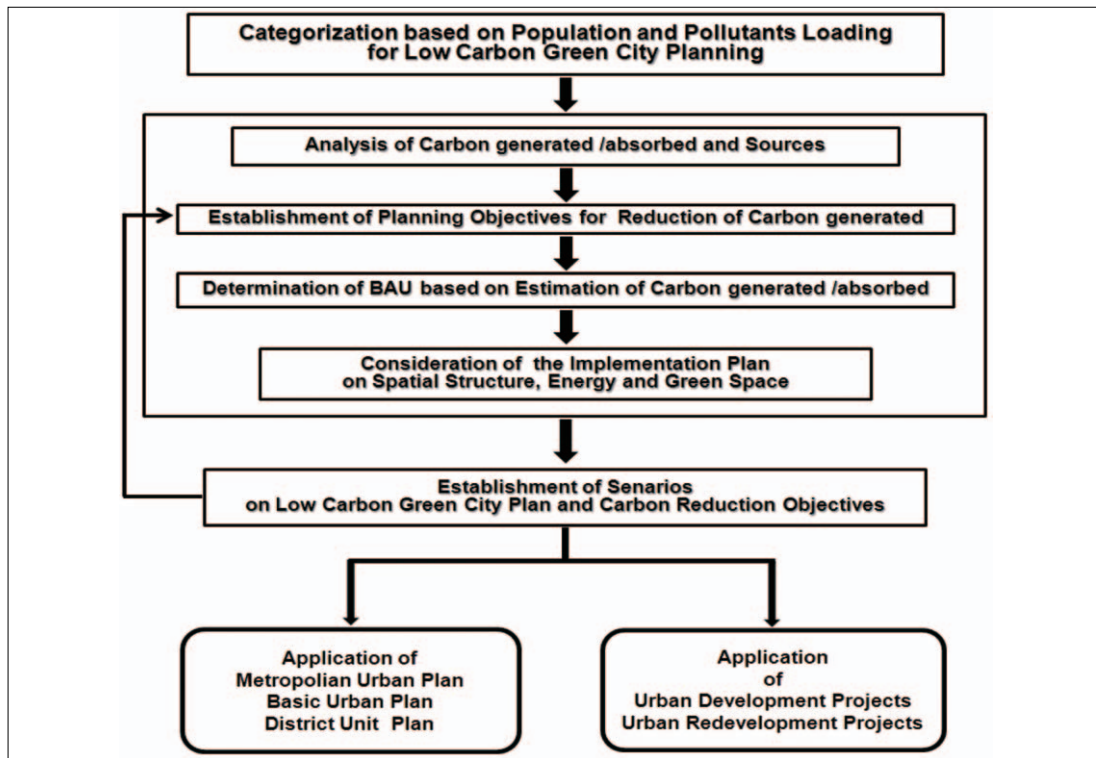 Categorization based on Population and Pollutants Loading
for Low Carbon Green City Planning
Analysis of Carbon generated /absorbed and Sources
Establishment of Planning Objectives for Reduction of Carbon generated
Determination of BAU based on Estimation of Carbon generated /absorbed
Consideration of the Implementation Plan
on Spatial Structure, Energy and Green Space
Establishment of Senarios
on Low Carbon Green City Plan and Carbon Reduction Objectives
Application of
Metropolian Urban Plan
Basic Urban Plan
District Unit Plan
Application
of
Urban Development Projects
Urban Redevelopment Projects